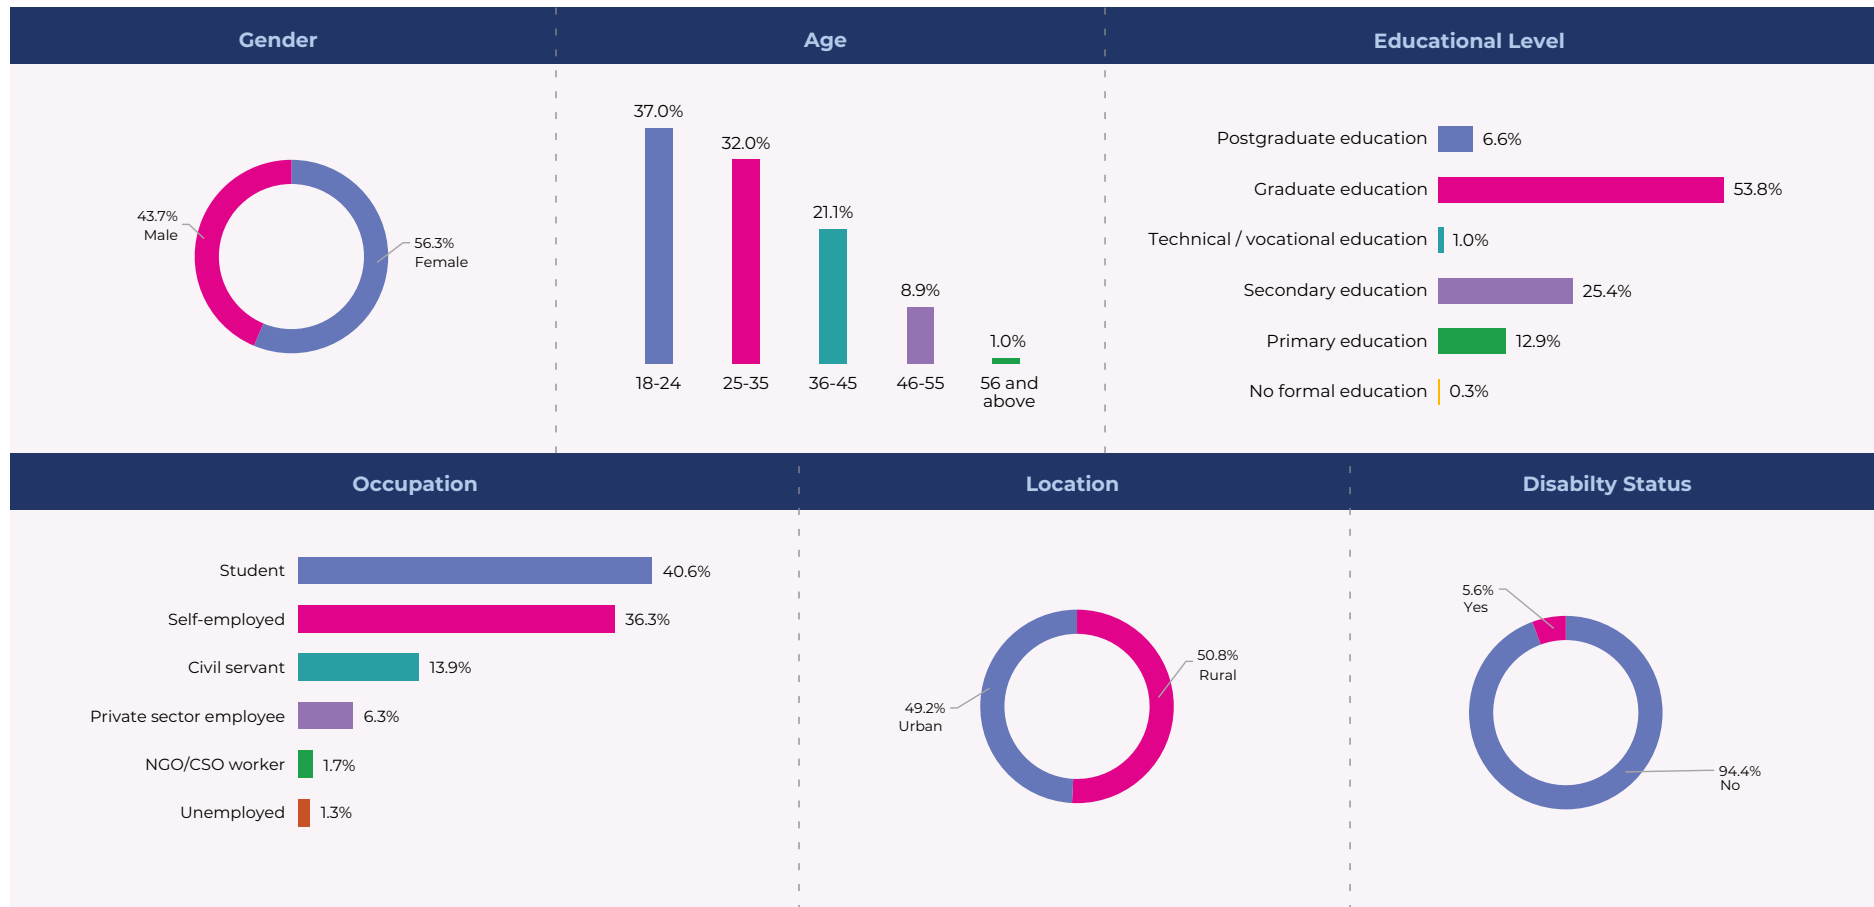 Gender
43.7%
Male
56.3%
Female
Age
37.0%
32.0%
21.1%
8.9%
1.0%
18-24
25-35
36-45
46-55
56 and
above
Educational Level
Postgraduate education 6.6%
Graduate education 53.8%
Technical / vocational education 1.0%
Secondary education 25.4%
Primary education 12.9%
No formal education 0.3%
Occupation
Student 40.6%
Self-employed 36.3%
Civil servant 13.9%
Private sector employee 6.3%
NGO/CSO worker 1.7%
Unemployed 1.3%
Location
50.8%
Rural
49.2%
Urban
Disabilty Status
5.6%
Yes
94.4%
No